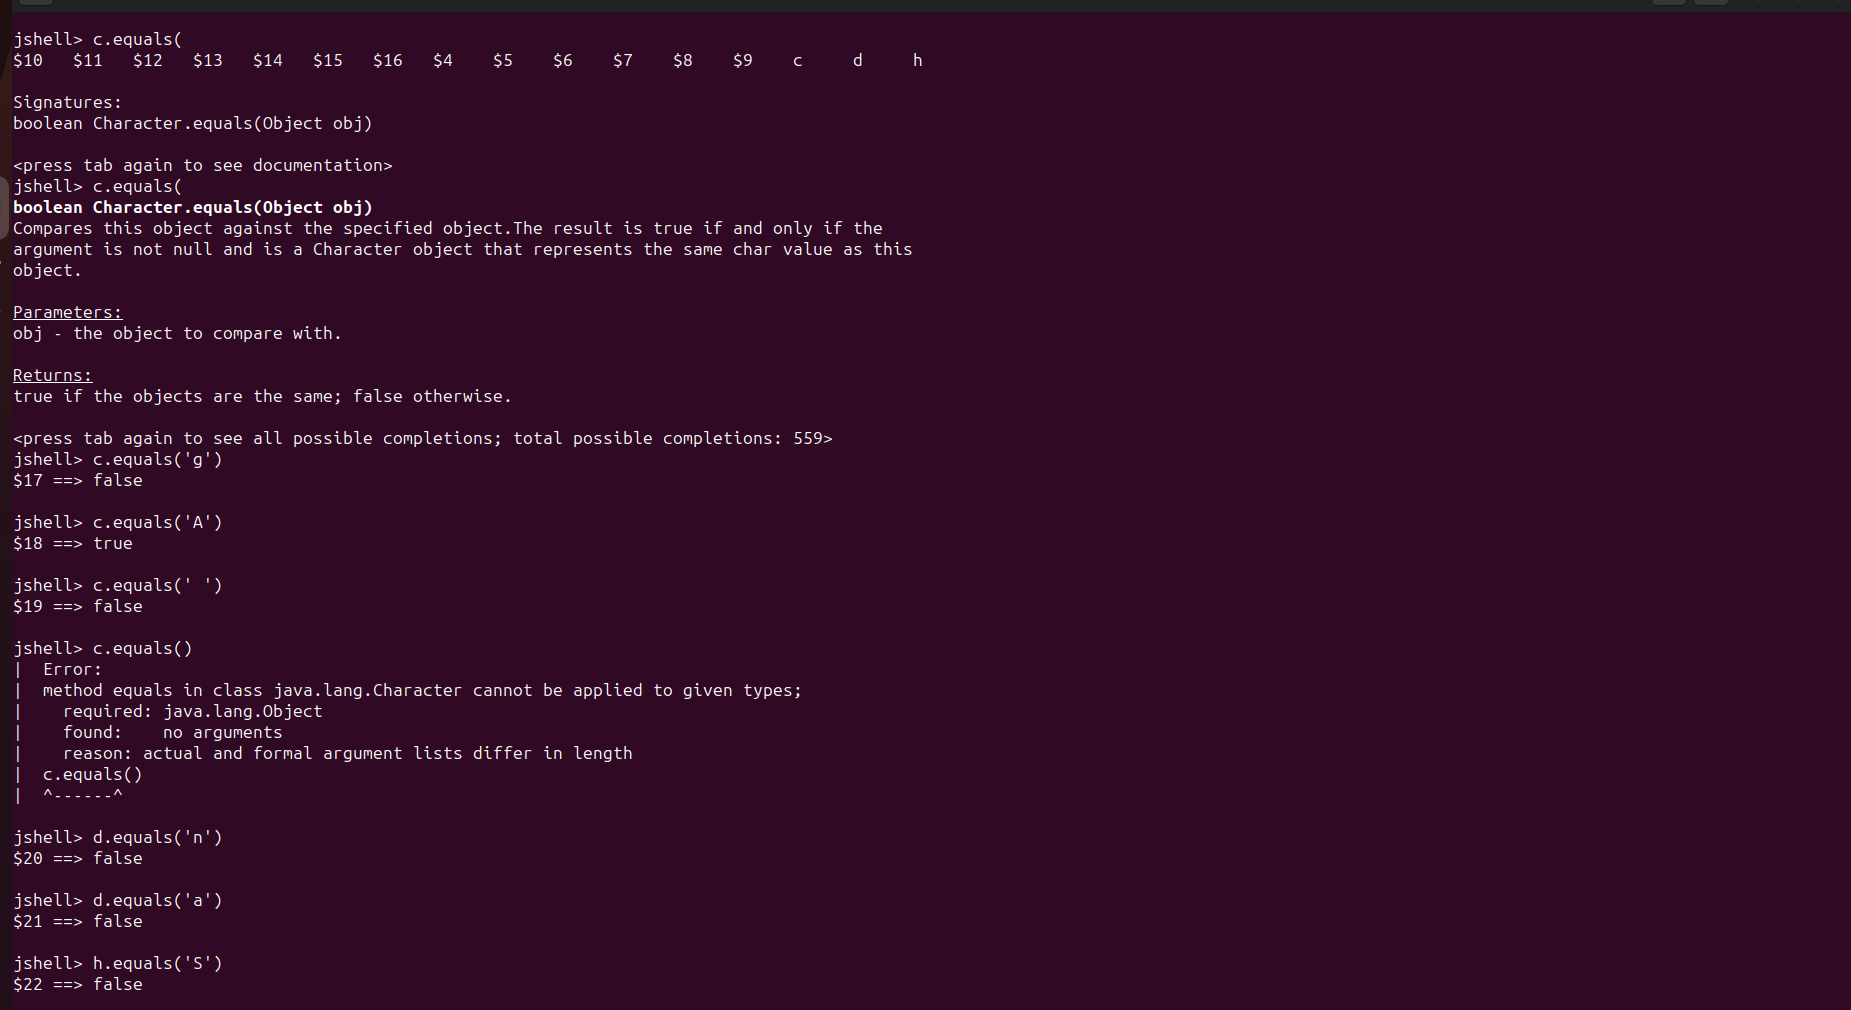 jshell> c.equals(
$10   $11   $12   $13   $14   $15   $16   $4    $5    $6    $7    $8    $9    c     d     h

Signatures:
boolean Character.equals(Object obj)

<press tab again to see documentation>
jshell> c.equals(
boolean Character.equals(Object obj)
Compares this object against the specified object.The result is true if and only if the
argument is not null and is a Character object that represents the same char value as this
object.

Parameters:
obj - the object to compare with.

Returns:
true if the objects are the same; false otherwise.

<press tab again to see all possible completions; total possible completions: 559>
jshell> c.equals('g')
$17 ==> false

jshell> c.equals('A')
$18 ==> true

jshell> c.equals(' ')
$19 ==> false

jshell> c.equals()
|  Error:
|  method equals in class java.lang.Character cannot be applied to given types;
|    required: java.lang.Object
|    found:    no arguments
|    reason: actual and formal argument lists differ in length
|  c.equals()
|  ^------^

jshell> d.equals('n')
$20 ==> false

jshell> d.equals('a')
$21 ==> false

jshell> h.equals('S')
$22 ==> false